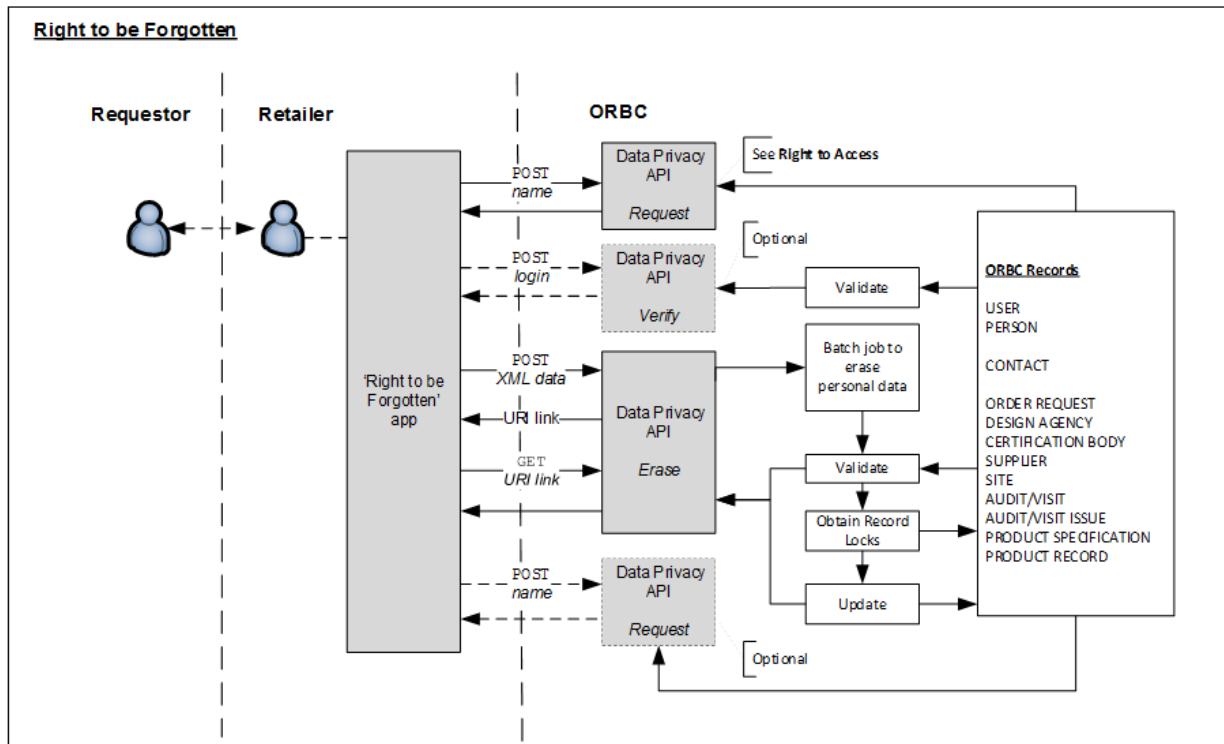 Right to be Forgotten
Requestor
Retailer
ORBC
'Right to be
Forgotten'
app
POST
name
Data Privacy
API
Request
See Right to Access
POST
login
Data Privacy
API
Verify
Optional
Validate
POST
XML data
URI link
GET
URI link
Data Privacy
API
Erase
Batch job to
erase
personal data
Validate
Obtain Record
Locks
Update
POST
name
Data Privacy
API
Request
Optional
ORBC Records
USER
PERSON
CONTACT
ORDER REQUEST
DESIGN AGENCY
CERTIFICATION BODY
SUPPLIER
SITE
AUDIT/VISIT
AUDIT/VISIT ISSUE
PRODUCT SPECIFICATION
PRODUCT RECORD